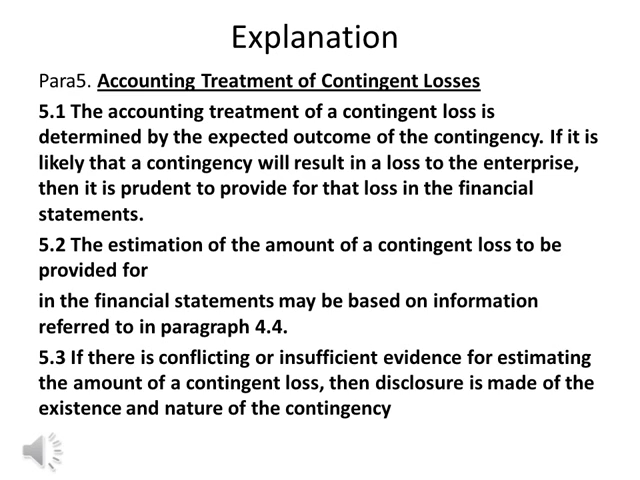 Explanation
Para5. Accounting Treatment of Contingent Losses
5.1 The accounting treatment of a contingent loss is
determined by the expected outcome of the contingency. If it is
likely that a contingency will result in a loss to the enterprise,
then it is prudent to provide for that loss in the financial
statements.
5.2 The estimation of the amount of a contingent loss to be
provided for
in the financial statements may be based on information
referred to in paragraph 4.4.
5.3 If there is conflicting or insufficient evidence for estimating
the amount of a contingent loss, then disclosure is made of the
existence and nature of the contingency